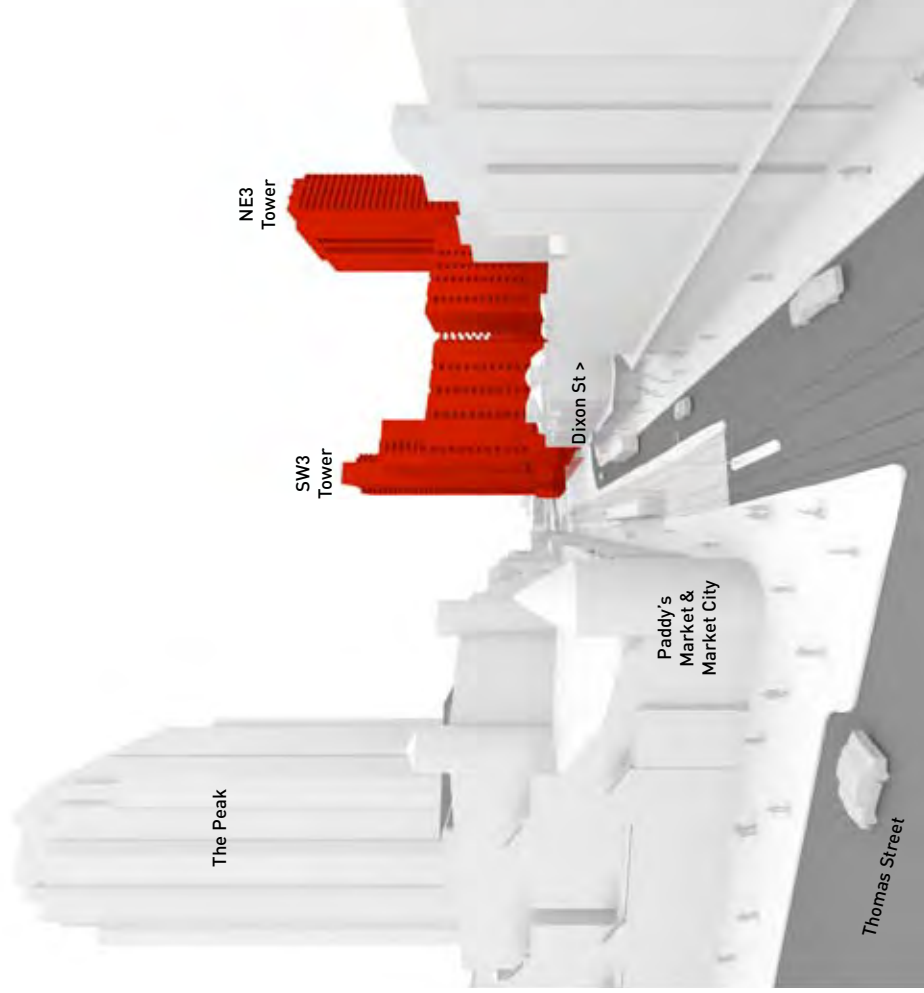 NE3
Tower
SW3
Tower
Dixon St >
Paddy's
Market &
Market City
The Peak
Thomas Street